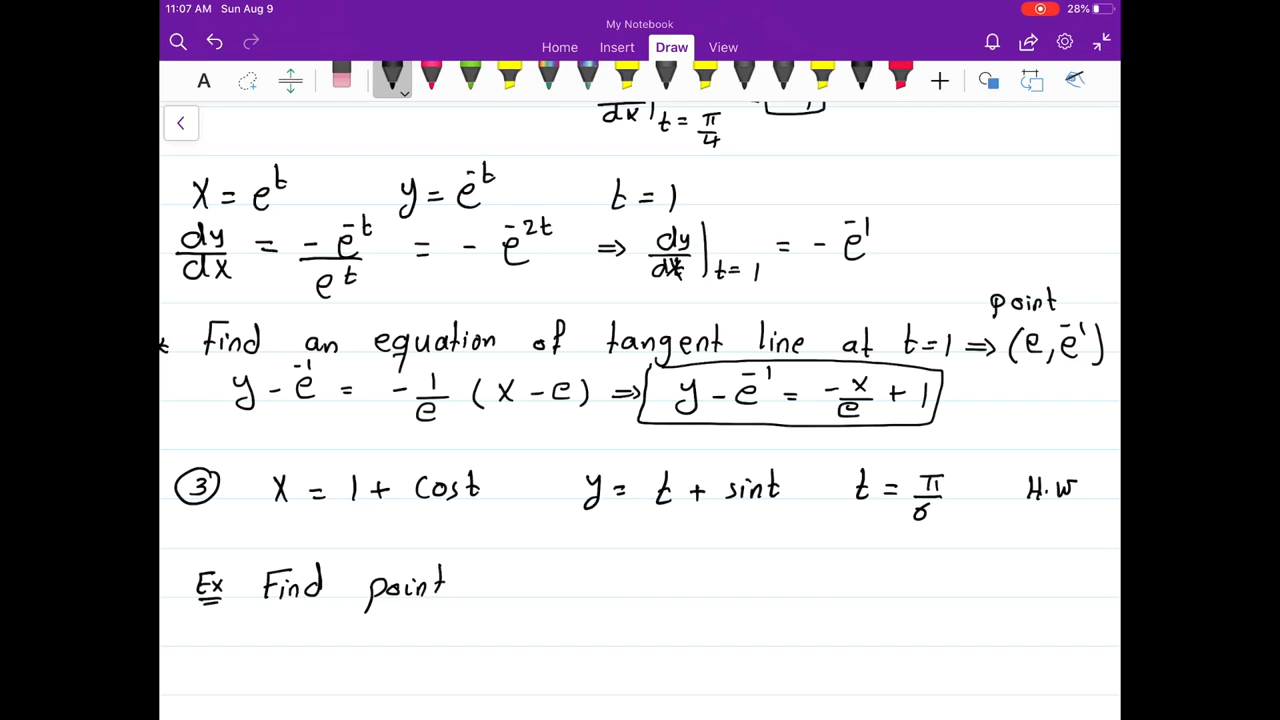 11:07 AM Sun Aug 9
28%
My Notebook
Home Insert Draw View
A
dx | t = π/4
x = e^t y = e^-t t = 1
dy/dx = -e^-t / e^t = -e^-2t ⇒ dy/dx | t=1 = -e^-1
point
Find an equation of tangent line at t=1 ⇒ (e, e^-1)
y - e^-1 = -1/e (x - e) ⇒ y - e^-1 = -x/e + 1
③ x = 1 + cost y = t + sint t = π/6 H.W
Ex Find point